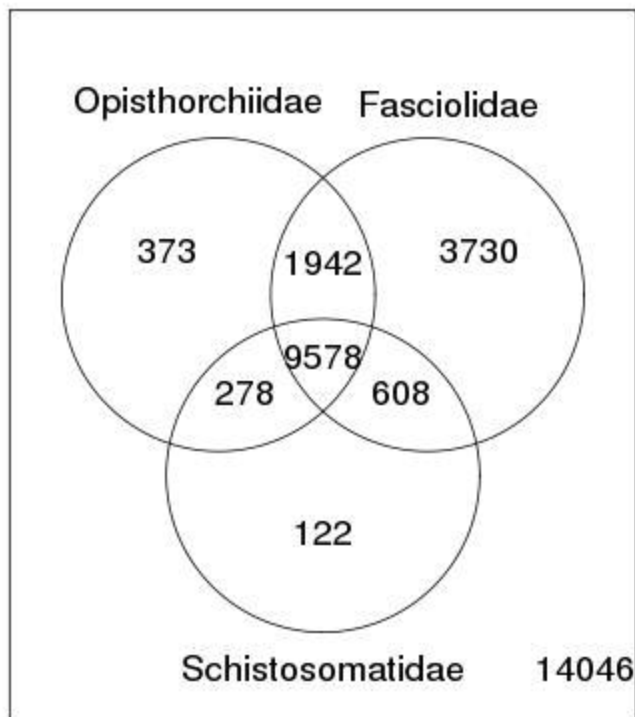 Opisthorchiidae Fasciolidae
373 1942 3730
9578
278 608
122
Schistosomatidae 14046